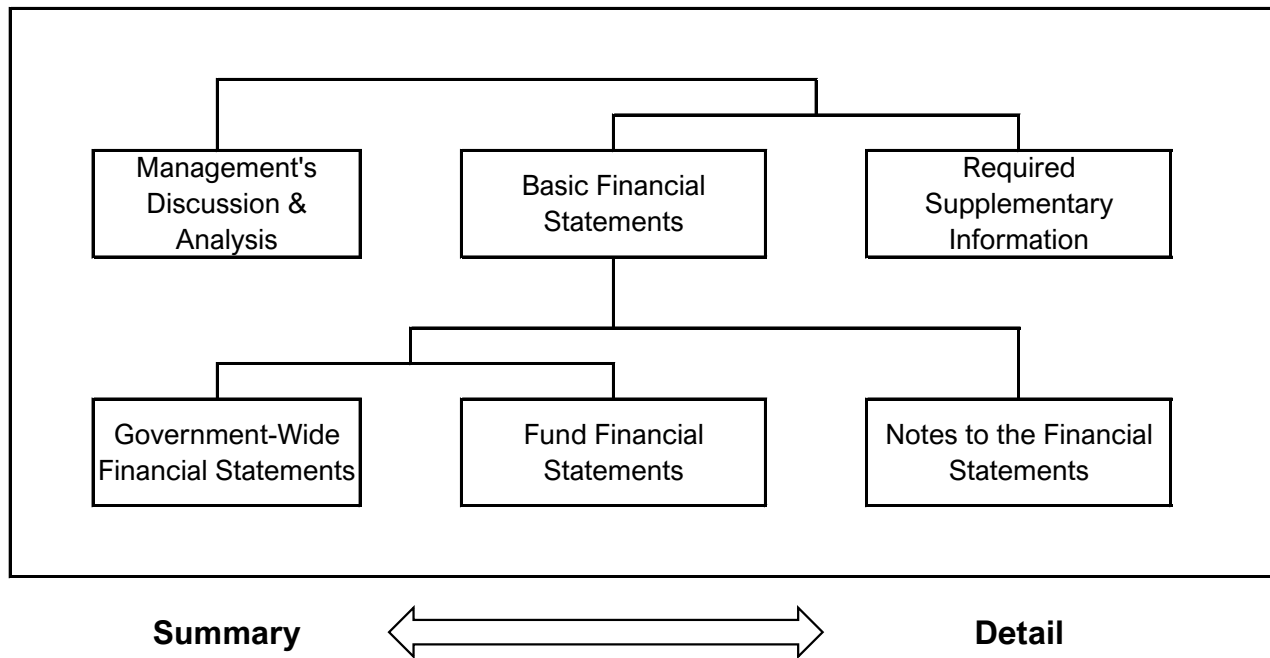 Management's
Discussion &
Analysis
Basic Financial
Statements
Required
Supplementary
Information
Government-Wide
Financial Statements
Fund Financial
Statements
Notes to the Financial
Statements
Summary
Detail